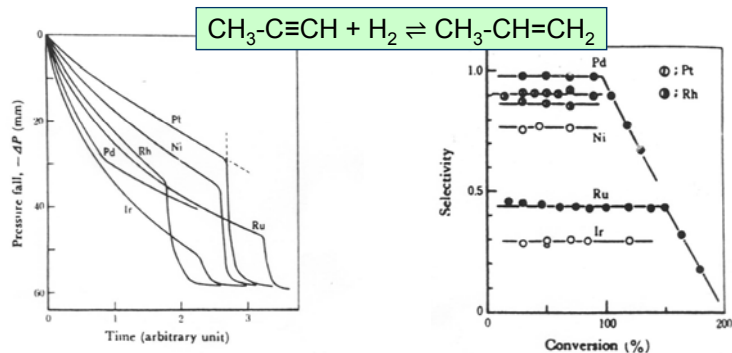 CH₃-C≡CH + H₂ ⇌ CH₃-CH=CH₂
Pressure fall, −ΔP (mm)
0
20
40
60
Pt
Ni
Rh
Pd
Ir
Ru
0 1 2 3
Time (arbitrary unit)
Selectivity
1.0
0.5
0
Pd
; Pt
; Rh
Ni
Ru
Ir
0 100 200
Conversion (%)